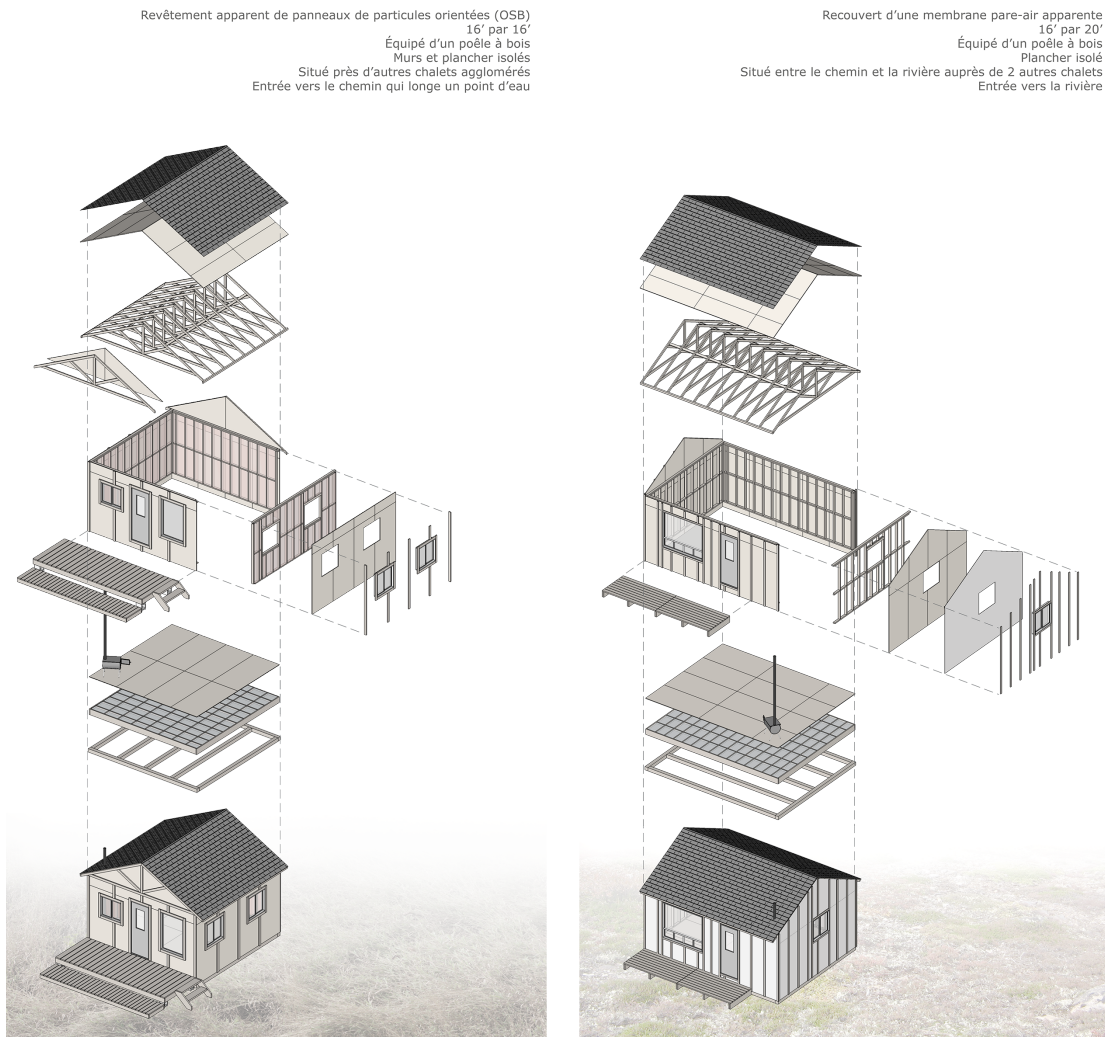 Revêtement apparent de panneaux de particules orientées (OSB)
16’ par 16’
Équipé d’un poêle à bois
Murs et plancher isolés
Situé près d’autres chalets agglomérés
Entrée vers le chemin qui longe un point d’eau
Recouvert d’une membrane pare-air apparente
16’ par 20’
Équipé d’un poêle à bois
Plancher isolé
Situé entre le chemin et la rivière auprès de 2 autres chalets
Entrée vers la rivière